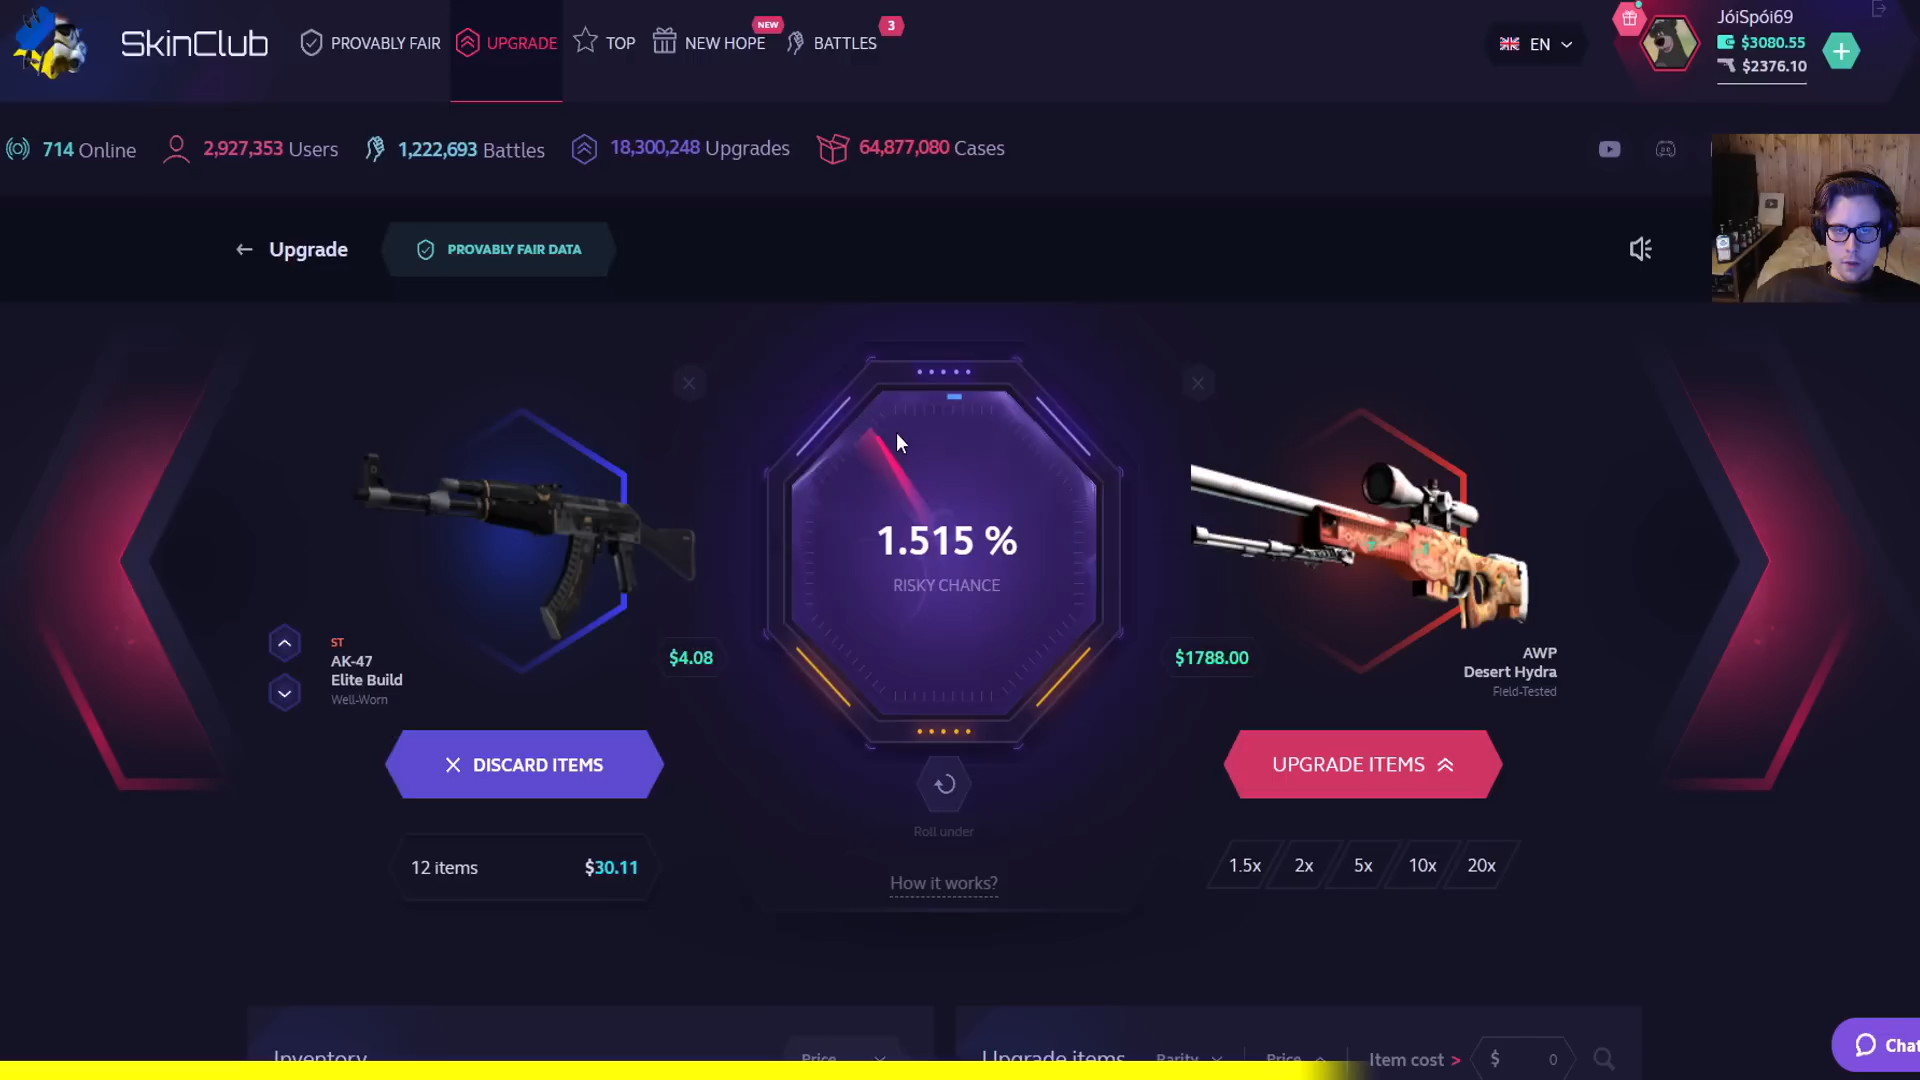 SkinClub
PROVABLY FAIR
UPGRADE
TOP
NEW HOPE
NEW
BATTLES
3
EN
JóiSpói69
$3080.55
$2376.10
714 Online
2,927,353 Users
1,222,693 Battles
18,300,248 Upgrades
64,877,080 Cases
← Upgrade
PROVABLY FAIR DATA
1.515 %
RISKY CHANCE
ST
AK-47
Elite Build
Well-Worn
$4.08
$1788.00
AWP
Desert Hydra
Field-Tested
DISCARD ITEMS
UPGRADE ITEMS
Roll under
12 items
$30.11
How it works?
1.5x
2x
5x
10x
20x
Inventory
Price
Upgrade items
Rarity
Price
Item cost >
$ 0
Chat